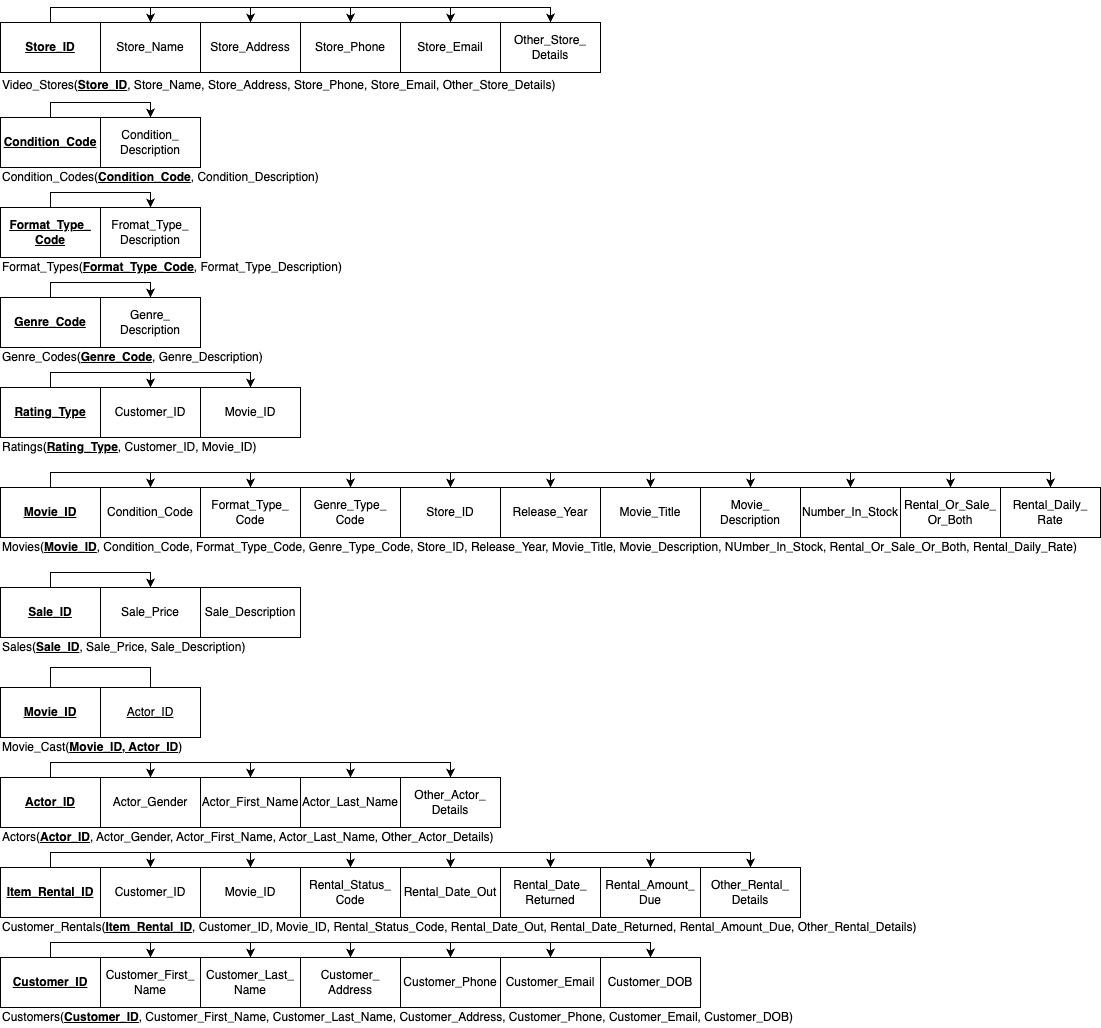 Store_ID Store_Name Store_Address Store_Phone Store_Email Other_Store_
Details
Video_Stores(Store_ID, Store_Name, Store_Address, Store_Phone, Store_Email, Other_Store_Details)
Condition_Code Condition_
Description
Condition_Codes(Condition_Code, Condition_Description)
Format_Type_
Code
Fromat_Type_
Description
Format_Types(Format_Type_Code, Format_Type_Description)
Genre_Code Genre_
Description
Genre_Codes(Genre_Code, Genre_Description)
Rating_Type Customer_ID Movie_ID
Ratings(Rating_Type, Customer_ID, Movie_ID)
Movie_ID Condition_Code Format_Type_
Code
Genre_Type_
Code
Store_ID Release_Year Movie_Title Movie_
Description
Number_In_Stock Rental_Or_Sale_
Or_Both
Rental_Daily_
Rate
Movies(Movie_ID, Condition_Code, Format_Type_Code, Genre_Type_Code, Store_ID, Release_Year, Movie_Title, Movie_Description, NUmber_In_Stock, Rental_Or_Sale_Or_Both, Rental_Daily_Rate)
Sale_ID Sale_Price Sale_Description
Sales(Sale_ID, Sale_Price, Sale_Description)
Movie_ID Actor_ID
Movie_Cast(Movie_ID, Actor_ID)
Actor_ID Actor_Gender Actor_First_Name Actor_Last_Name Other_Actor_
Details
Actors(Actor_ID, Actor_Gender, Actor_First_Name, Actor_Last_Name, Other_Actor_Details)
Item_Rental_ID Customer_ID Movie_ID Rental_Status_
Code
Rental_Date_Out Rental_Date_
Returned
Rental_Amount_
Due
Other_Rental_
Details
Customer_Rentals(Item_Rental_ID, Customer_ID, Movie_ID, Rental_Status_Code, Rental_Date_Out, Rental_Date_Returned, Rental_Amount_Due, Other_Rental_Details)
Customer_ID Customer_First_
Name
Customer_Last_
Name
Customer_
Address
Customer_Phone Customer_Email Customer_DOB
Customers(Customer_ID, Customer_First_Name, Customer_Last_Name, Customer_Address, Customer_Phone, Customer_Email, Customer_DOB)